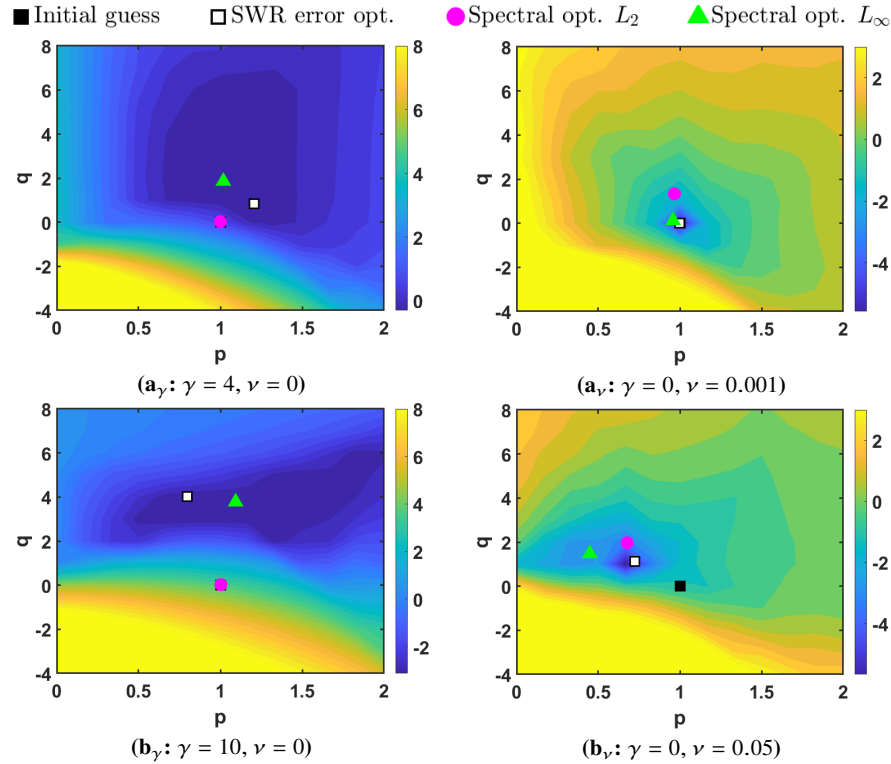 Initial guess SWR error opt. Spectral opt. L₂ Spectral opt. L∞
8
6
4
2
0
-2
-4
q
0 0.5 1 1.5 2
p
8
6
4
2
0
(aγ: γ = 4, ν = 0)
8
6
4
2
0
-2
-4
q
0 0.5 1 1.5 2
p
2
0
-2
-4
(aν: γ = 0, ν = 0.001)
8
6
4
2
0
-2
-4
q
0 0.5 1 1.5 2
p
8
6
4
2
0
-2
(bγ: γ = 10, ν = 0)
8
6
4
2
0
-2
-4
q
0 0.5 1 1.5 2
p
2
0
-2
-4
(bν: γ = 0, ν = 0.05)